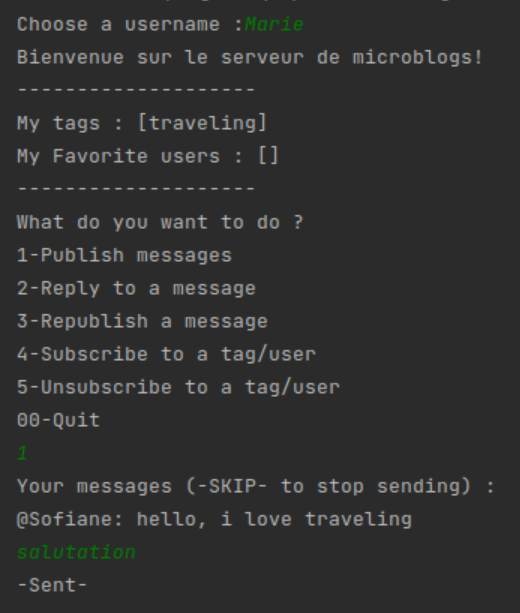 Choose a username :Marie
Bienvenue sur le serveur de microblogs!
--------------------
My tags : [traveling]
My Favorite users : []
--------------------
What do you want to do ?
1-Publish messages
2-Reply to a message
3-Republish a message
4-Subscribe to a tag/user
5-Unsubscribe to a tag/user
00-Quit
1
Your messages (-SKIP- to stop sending) :
@Sofiane: hello, i love traveling
salutation
-Sent-